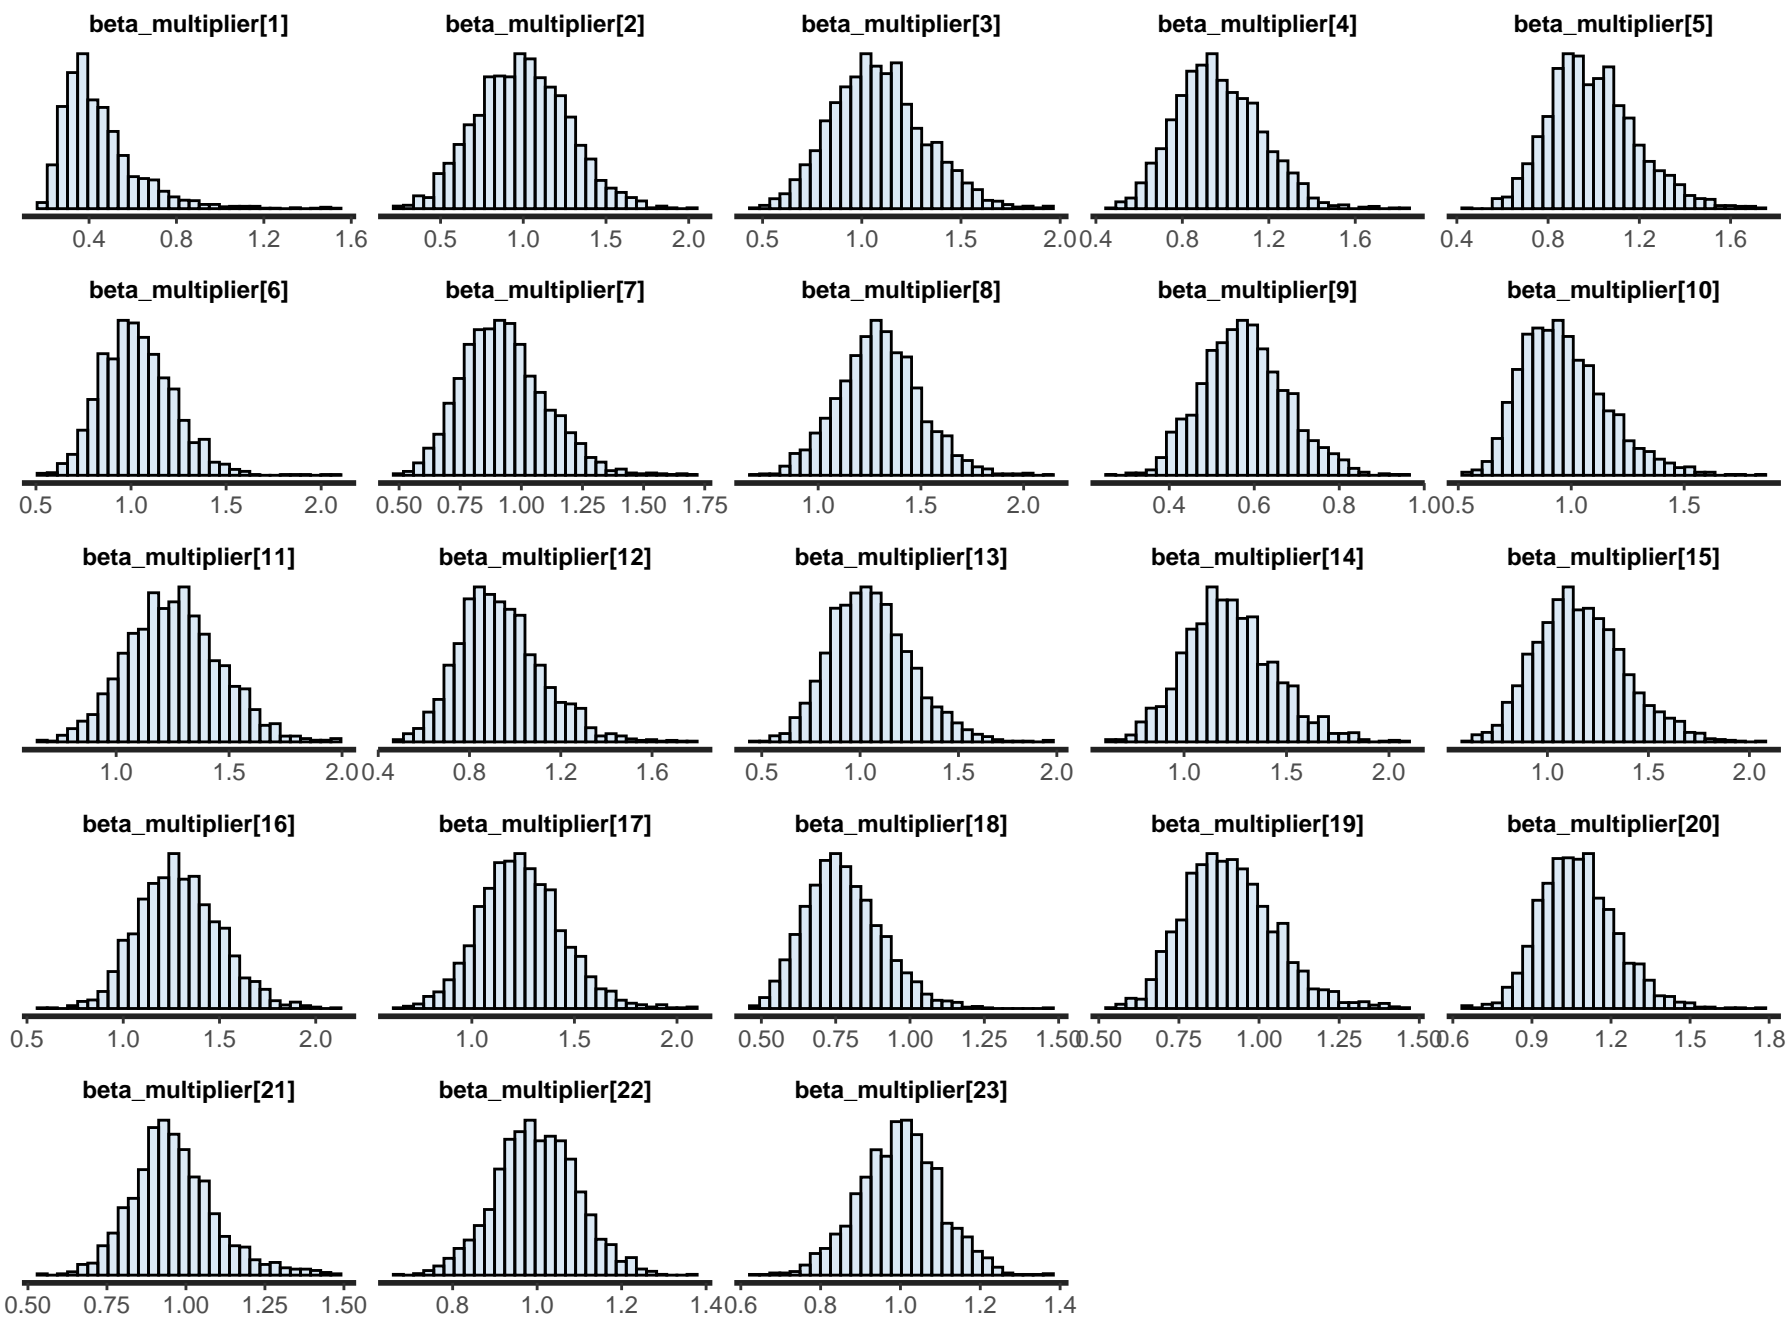 beta_multiplier[1] beta_multiplier[2] beta_multiplier[3] beta_multiplier[4] beta_multiplier[5]
0.4 0.8 1.2 1.6 0.5 1.0 1.5 2.0 0.5 1.0 1.5 2.0 0.4 0.8 1.2 1.6 0.4 0.8 1.2 1.6
beta_multiplier[6] beta_multiplier[7] beta_multiplier[8] beta_multiplier[9] beta_multiplier[10]
0.5 1.0 1.5 2.0 0.50 0.75 1.00 1.25 1.50 1.75 1.0 1.5 2.0 0.4 0.6 0.8 1.0 0.5 1.0 1.5
beta_multiplier[11] beta_multiplier[12] beta_multiplier[13] beta_multiplier[14] beta_multiplier[15]
1.0 1.5 2.0 0.4 0.8 1.2 1.6 0.5 1.0 1.5 2.0 1.0 1.5 2.0 1.0 1.5 2.0
beta_multiplier[16] beta_multiplier[17] beta_multiplier[18] beta_multiplier[19] beta_multiplier[20]
0.5 1.0 1.5 2.0 1.0 1.5 2.0 0.50 0.75 1.00 1.25 1.50 0.50 0.75 1.00 1.25 1.50 0.6 0.9 1.2 1.5 1.8
beta_multiplier[21] beta_multiplier[22] beta_multiplier[23]
0.50 0.75 1.00 1.25 1.50 0.8 1.0 1.2 1.4 0.6 0.8 1.0 1.2 1.4